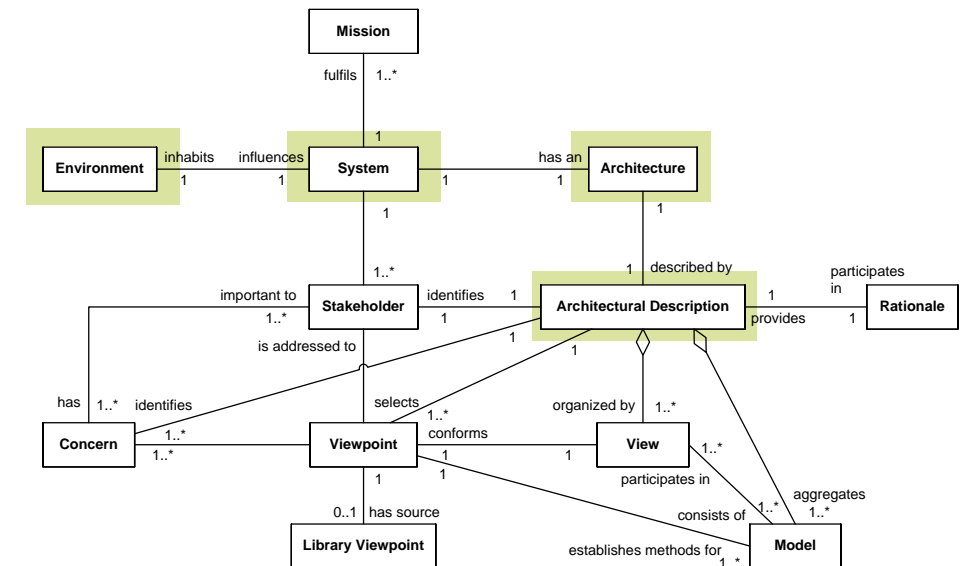 Mission
fulfils 1..*
1
Environment inhabits influences System has an Architecture
1 1 1 1
1 1
1..* 1 described by
participates
in
important to Stakeholder identifies 1 Architectural Description 1 Rationale
1..* 1 provides 1
is addressed to 1 1
has 1..* identifies selects 1..* organized by 1..*
Concern 1..* Viewpoint conforms View 1..*
1..* 1 1
1 1 participates in
aggregates
0..1 has source consists of 1..* 1..*
Library Viewpoint Model
establishes methods for 1..*